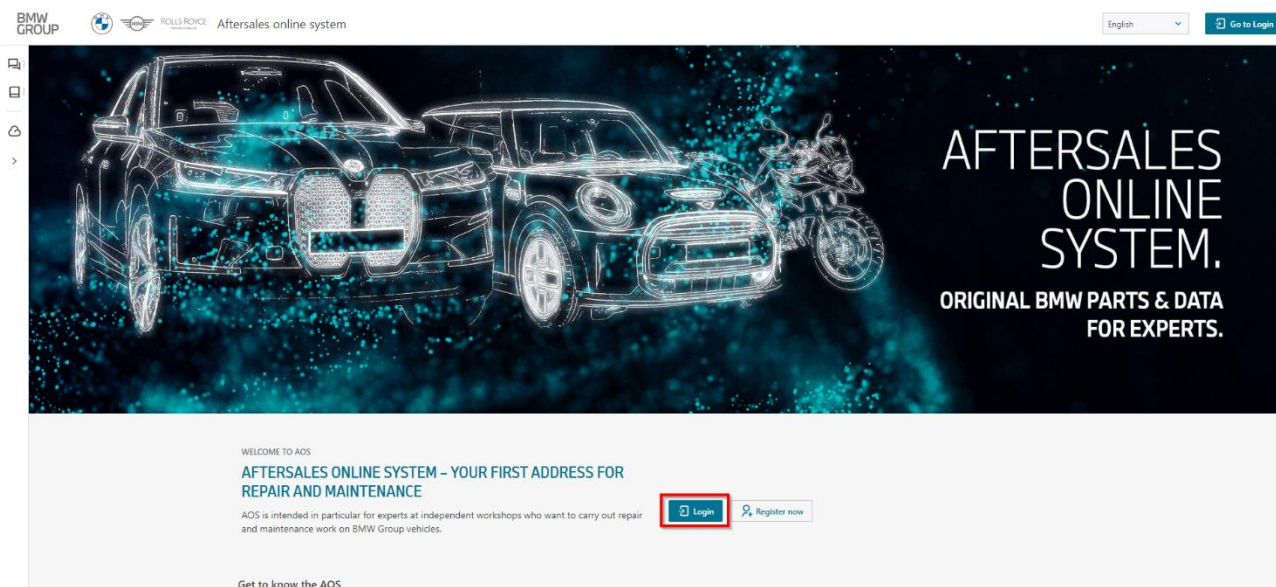 BMW
GROUP
MINI
ROLLS-ROYCE
Aftersales online system
English
Go to Login
AFTERSALES
ONLINE
SYSTEM.
ORIGINAL BMW PARTS & DATA
FOR EXPERTS.
WELCOME TO AOS
AFTERSALES ONLINE SYSTEM – YOUR FIRST ADDRESS FOR
REPAIR AND MAINTENANCE
AOS is intended in particular for experts at independent workshops who want to carry out repair
and maintenance work on BMW Group vehicles.
Login
Register now
Get to know the AOS